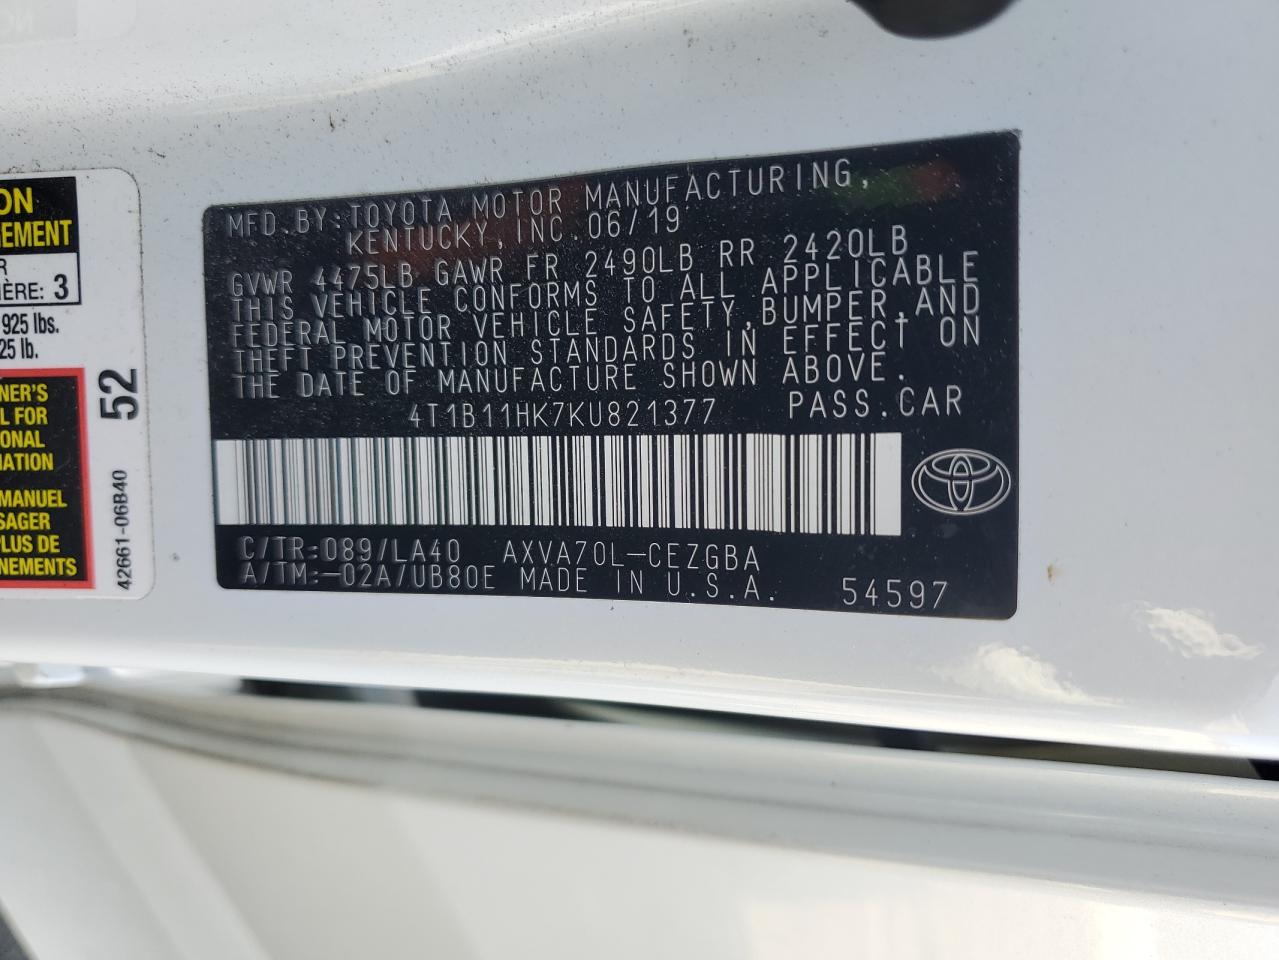 MFD.BY:TOYOTA MOTOR MANUFACTURING,
KENTUCKY,INC.06/19
GVWR 4475LB GAWR FR 2490LB RR 2420LB
THIS VEHICLE CONFORMS TO ALL APPLICABLE
FEDERAL MOTOR VEHICLE SAFETY,BUMPER,AND
THEFT PREVENTION STANDARDS IN EFFECT ON
THE DATE OF MANUFACTURE SHOWN ABOVE.
4T1B11HK7KU821377 PASS.CAR
C/TR:089/LA40 AXVA70L-CEZGBA
A/TM:-02A/UB80E MADE IN U.S.A. 54597
ON
EMENT
R
IÈRE: 3
925 lbs.
25 lb.
NER'S
L FOR
ONAL
MATION
MANUEL
SAGER
PLUS DE
NEMENTS
52
42661-06B40